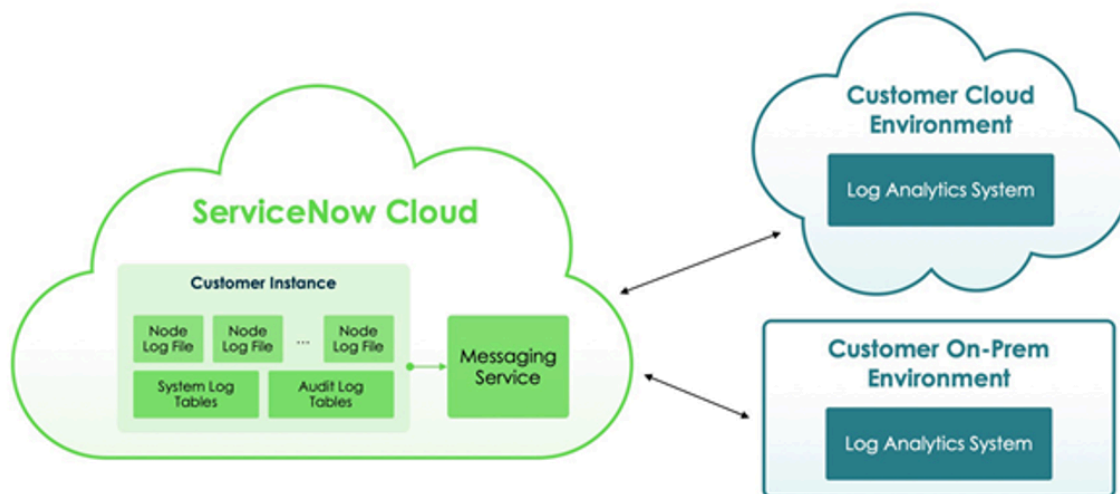 ServiceNow Cloud
Customer Instance
Node
Log File
Node
Log File
...
Node
Log File
System Log
Tables
Audit Log
Tables
Messaging
Service
Customer Cloud
Environment
Log Analytics System
Customer On-Prem
Environment
Log Analytics System